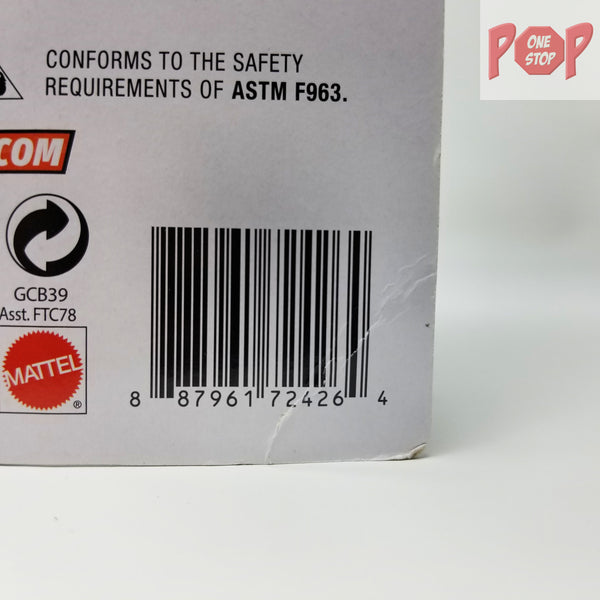 POP
ONE
STOP
CONFORMS TO THE SAFETY
REQUIREMENTS OF ASTM F963.
COM
GCB39
Asst. FTC78
MATTEL
®
8 87961 72426 4